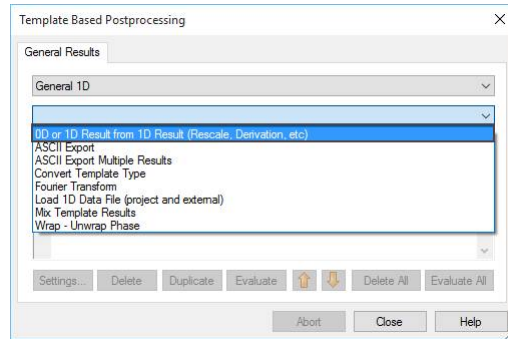 Template Based Postprocessing
General Results
General 1D
0D or 1D Result from 1D Result (Rescale, Derivation, etc)
ASCII Export
ASCII Export Multiple Results
Convert Template Type
Fourier Transform
Load 1D Data File (project and external)
Mix Template Results
Wrap - Unwrap Phase
Settings... Delete Duplicate Evaluate Delete All Evaluate All
Abort Close Help